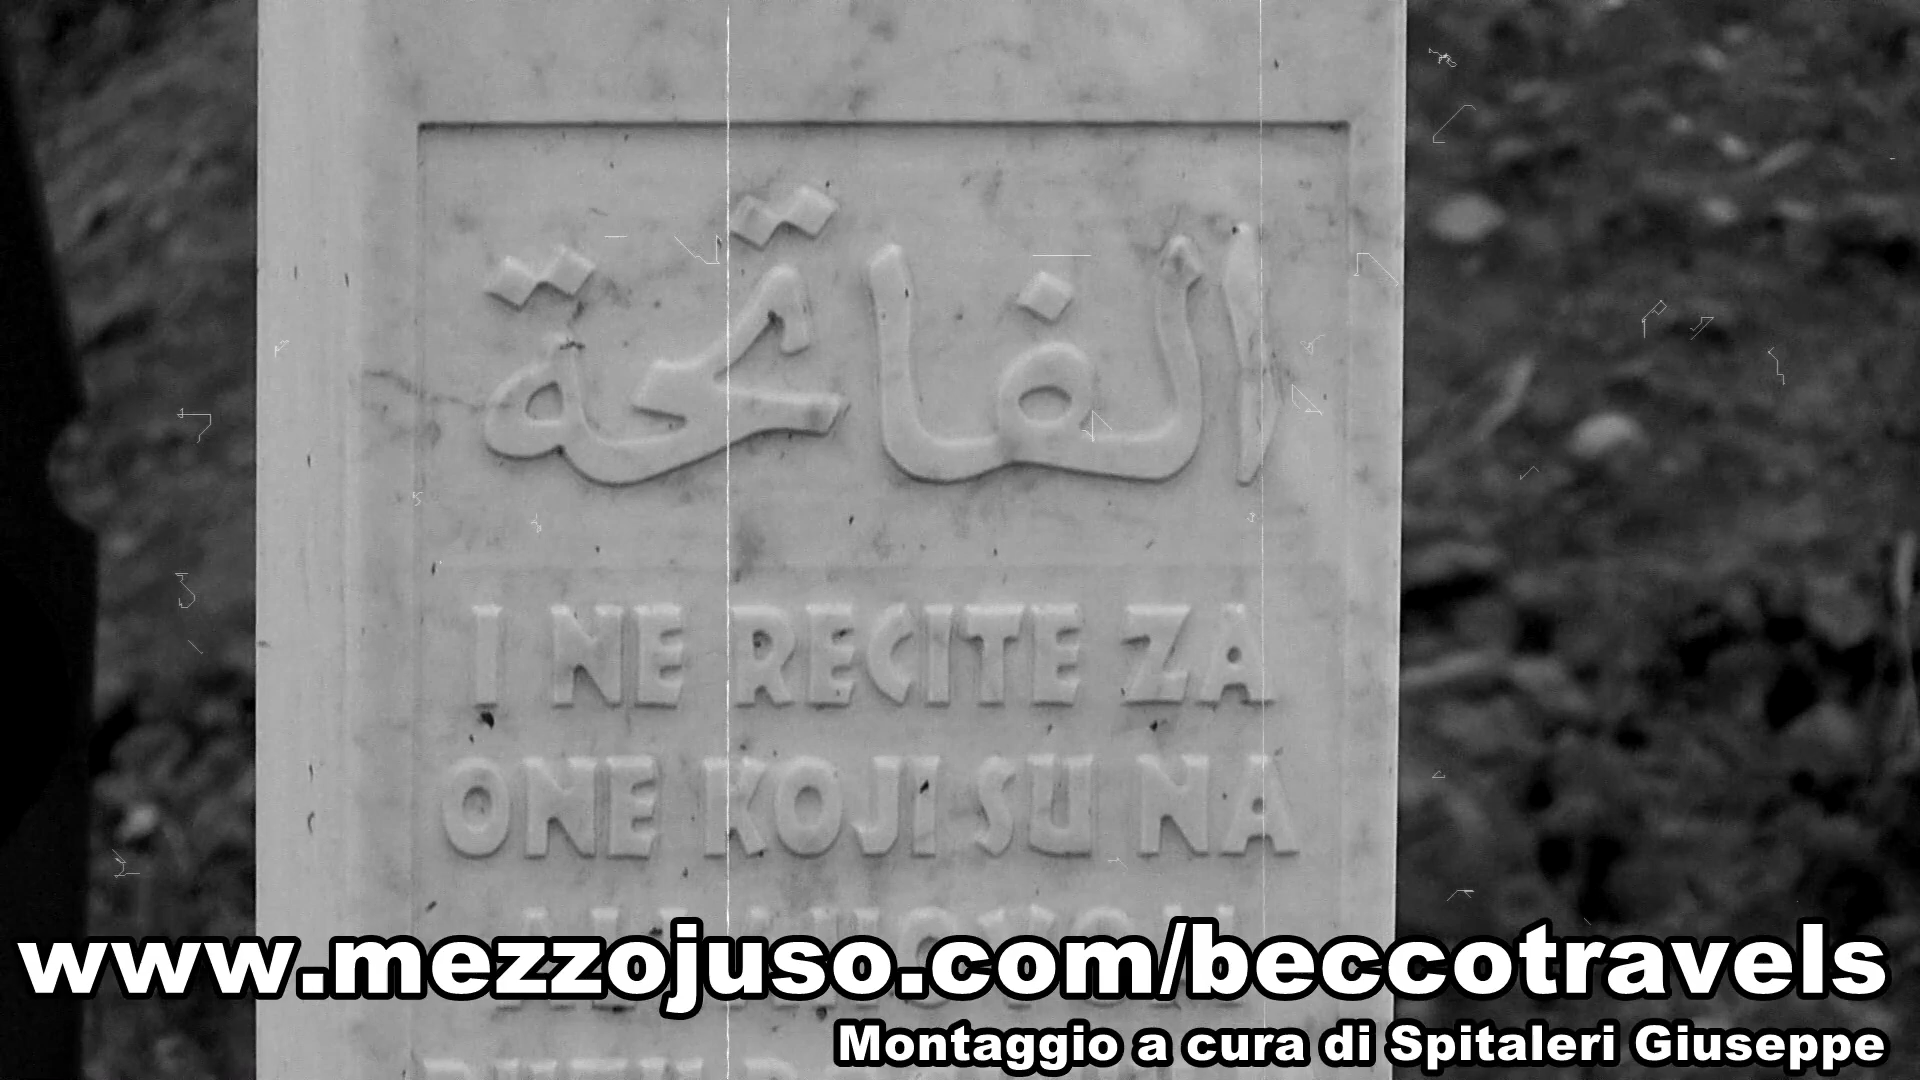 الفاتحة
I NE RECITE ZA
ONE KOJI SU NA
www.mezzojuso.com/beccotravels
Montaggio a cura di Spitaleri Giuseppe